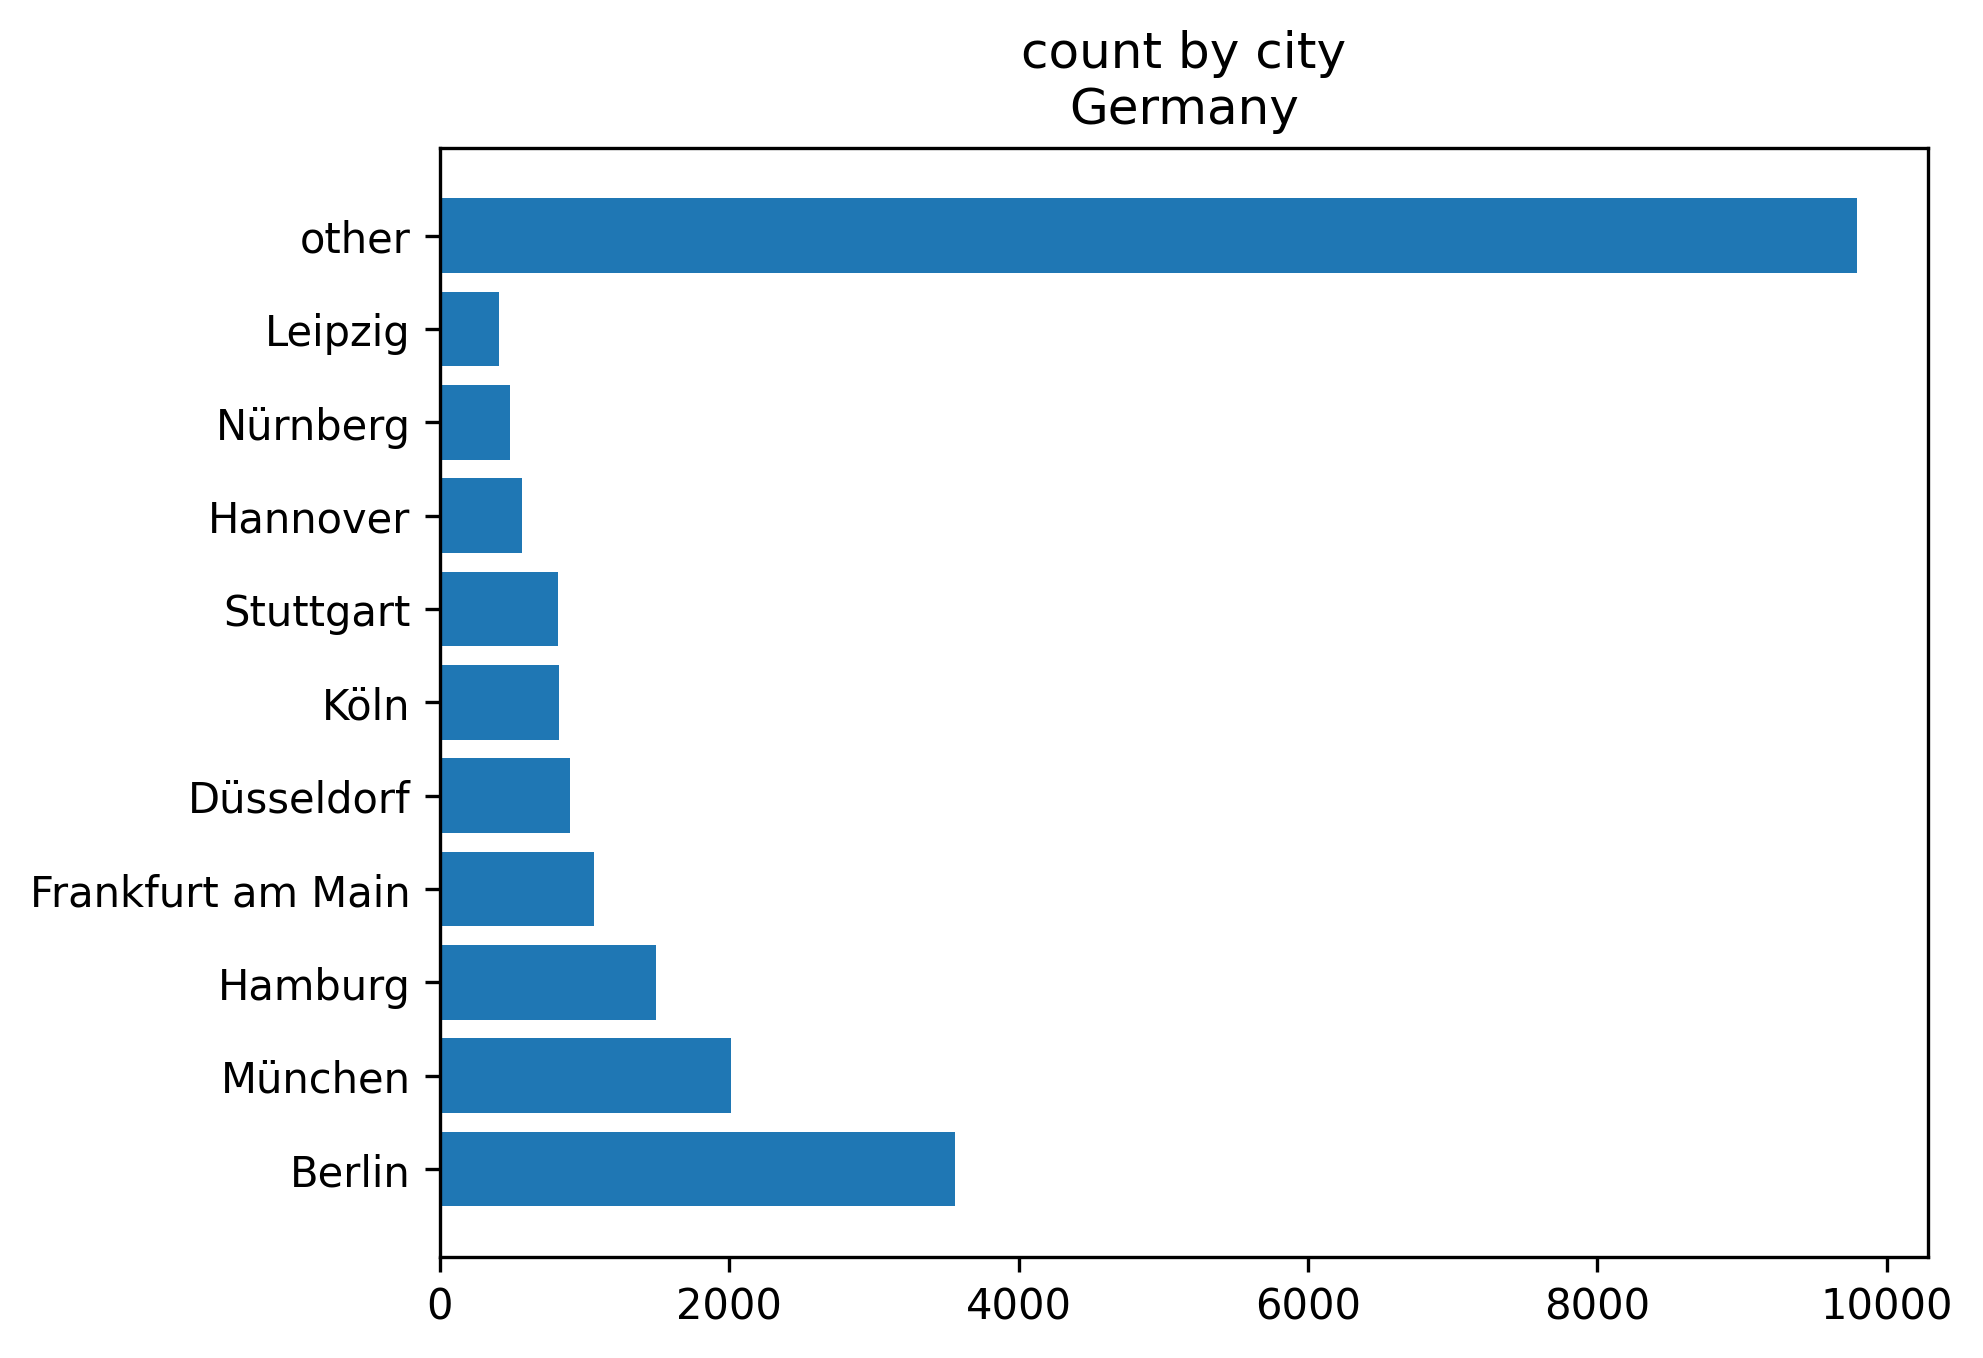 count by city
Germany
other
Leipzig
Nürnberg
Hannover
Stuttgart
Köln
Düsseldorf
Frankfurt am Main
Hamburg
München
Berlin
0 2000 4000 6000 8000 10000